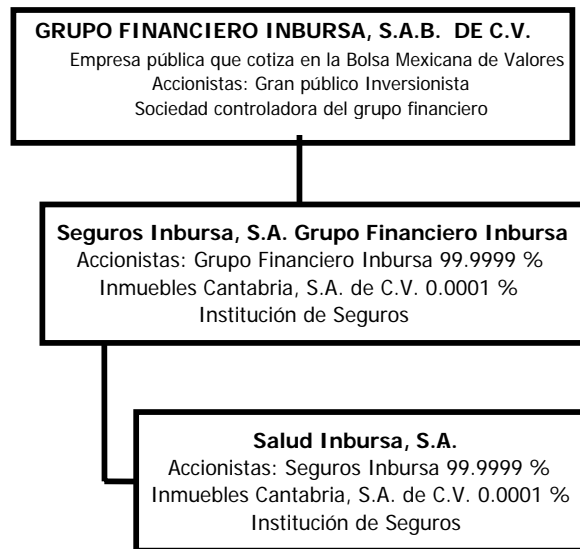 GRUPO FINANCIERO INBURSA, S.A.B. DE C.V.
Empresa pública que cotiza en la Bolsa Mexicana de Valores
Accionistas: Gran público Inversionista
Sociedad controladora del grupo financiero
Seguros Inbursa, S.A. Grupo Financiero Inbursa
Accionistas: Grupo Financiero Inbursa 99.9999 %
Inmuebles Cantabria, S.A. de C.V. 0.0001 %
Institución de Seguros
Salud Inbursa, S.A.
Accionistas: Seguros Inbursa 99.9999 %
Inmuebles Cantabria, S.A. de C.V. 0.0001 %
Institución de Seguros